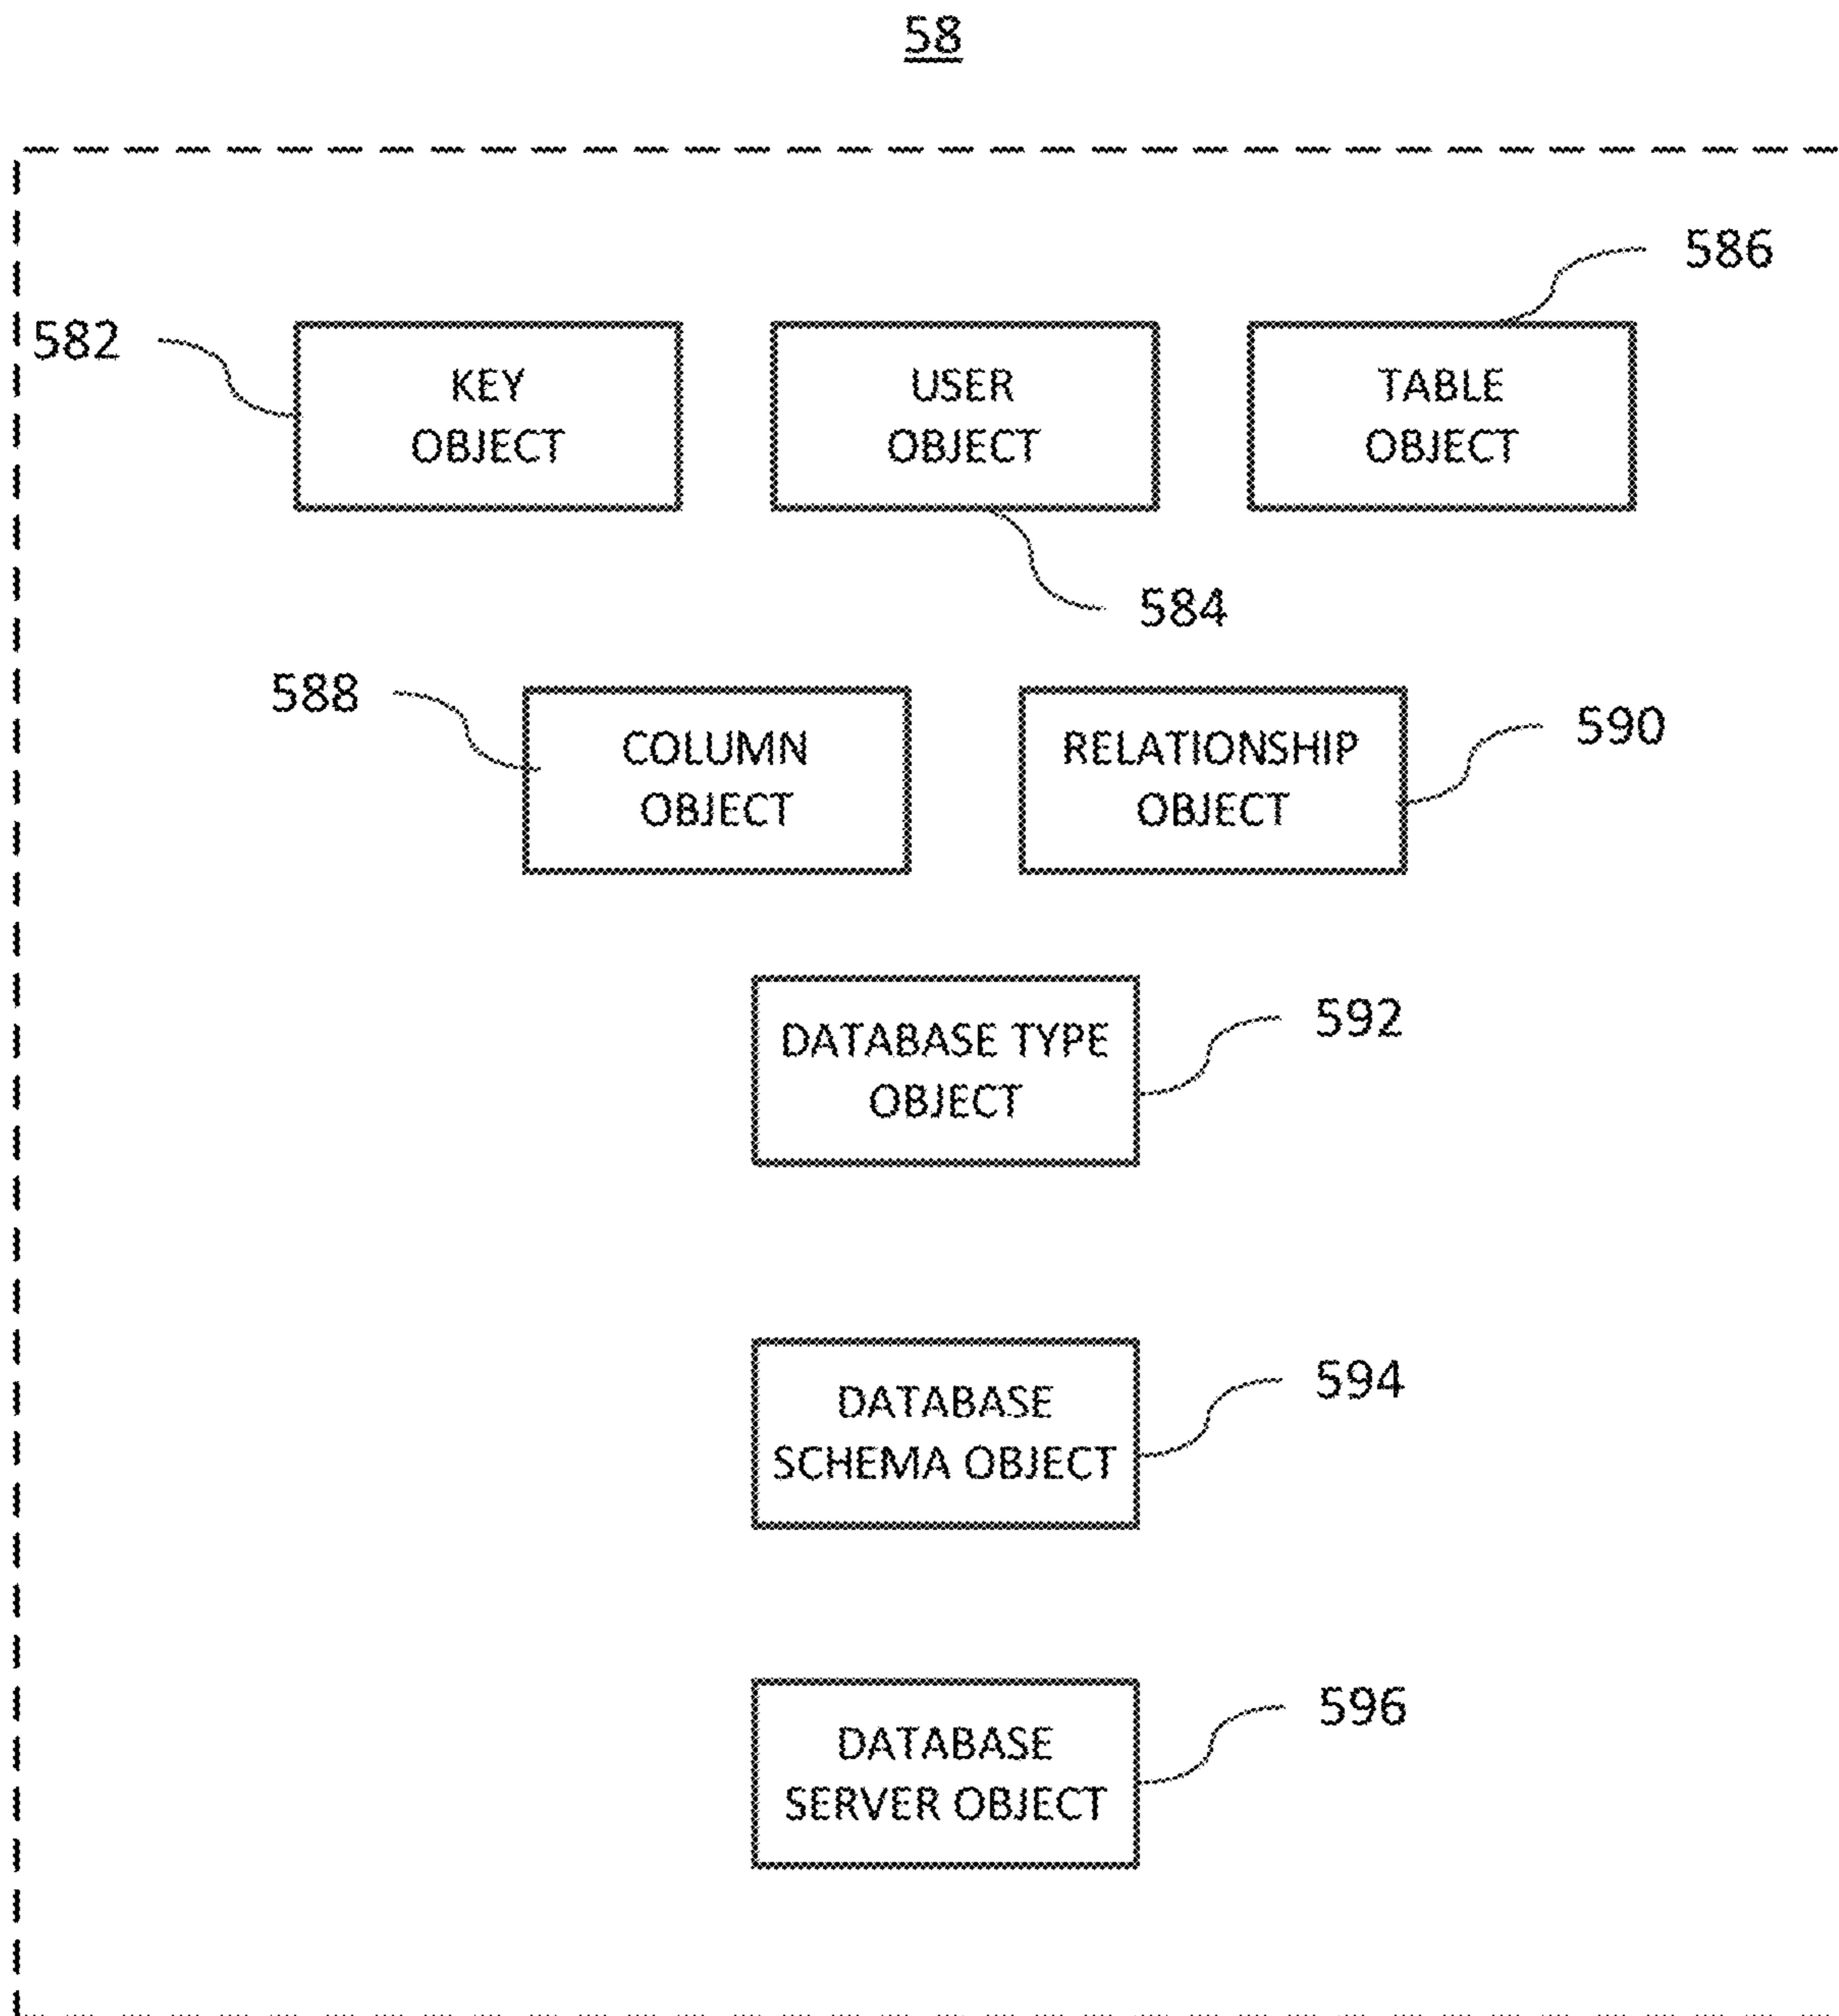 58
586
582
KEY
OBJECT
USER
OBJECT
TABLE
OBJECT
584
588
COLUMN
OBJECT
RELATIONSHIP
OBJECT
590
DATABASE TYPE
OBJECT
592
DATABASE
SCHEMA OBJECT
594
DATABASE
SERVER OBJECT
596